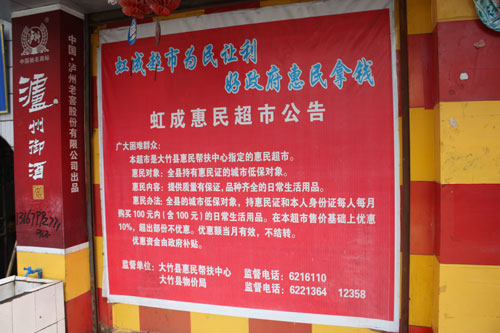 虹成超市为民让利
好政府惠民拿钱
虹成惠民超市公告
广大困难群众:
本超市是大竹县惠民帮扶中心指定的惠民超市。
惠民对象:全县持有惠民证的城市低保对象。
惠民内容:提供质量有保证,品种齐全的日常生活用品。
惠民办法:全县的城市低保对象,持惠民证和本人身份证每人每月
购买100元内(含100元)的日常生活用品。在本超市售价基础上优惠
10%,超出部份不优惠。优惠额当月有效,不结转。
优惠资金由政府补贴。
监督单位:大竹县惠民帮扶中心 监督电话:6216110
大竹县物价局 监督电话:6221364 12358
泸州
中国驰名商标
泸州御酒
中国·泸州老窖股份有限公司出品